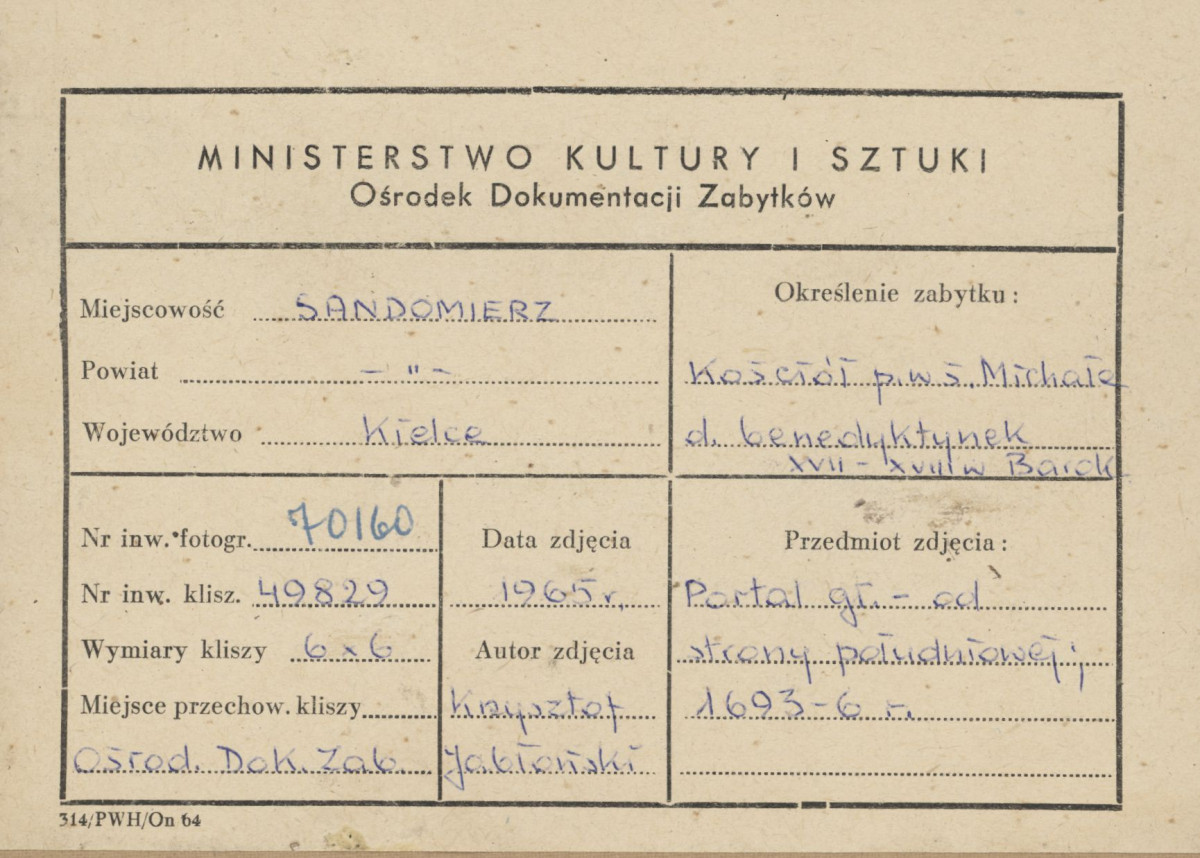 MINISTERSTWO KULTURY I SZTUKI
Ośrodek Dokumentacji Zabytków
Miejscowość SANDOMIERZ
Powiat – " –
Województwo Kielce
Określenie zabytku:
Kościół p.w ś. Michała
d. benedyktynek
XVII – XVIII w Barok
Nr inw. fotogr. 70160
Nr inw. klisz. 49829
Wymiary kliszy 6 x 6
Miejsce przechow. kliszy
Ośrod. Dok. Zab.
Data zdjęcia
1965 r.
Autor zdjęcia
Krzysztof
Jabłoński
Przedmiot zdjęcia:
Portal gł. – od
strony południowej;
1693-6 r.
314/PWH/On 64